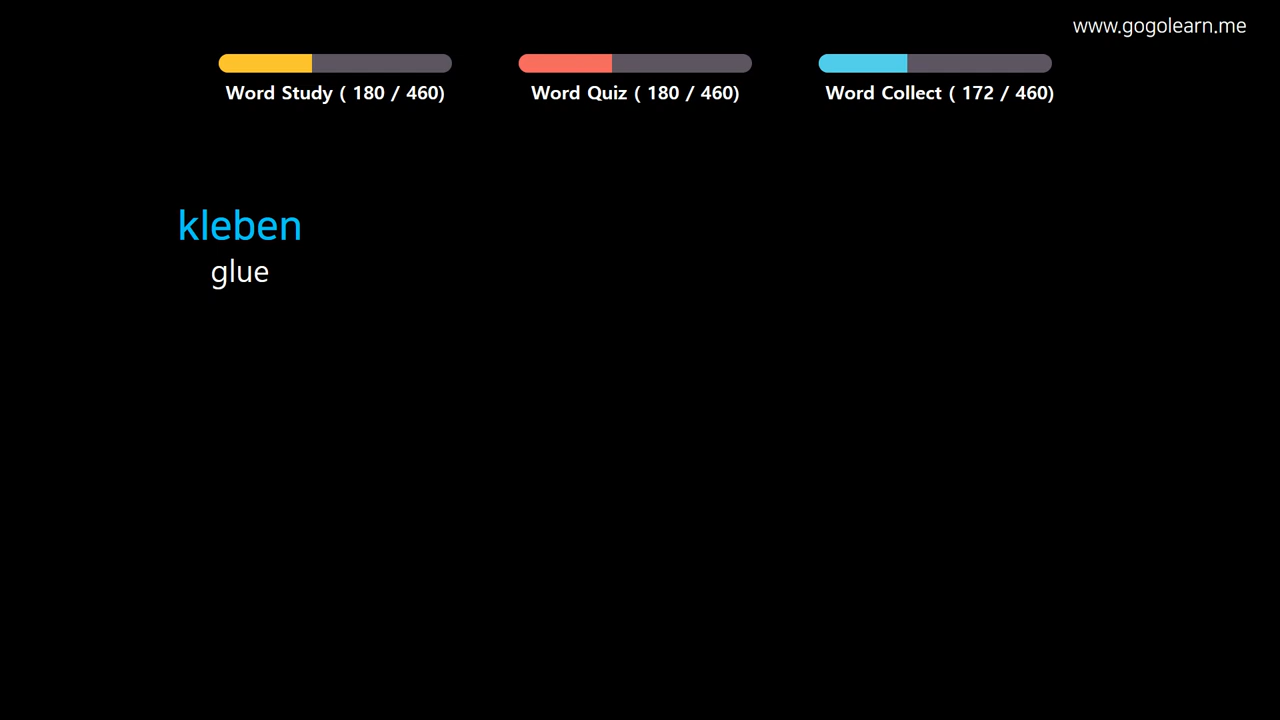 www.gogolearn.me
Word Study ( 180 / 460)
Word Quiz ( 180 / 460)
Word Collect ( 172 / 460)
kleben
glue